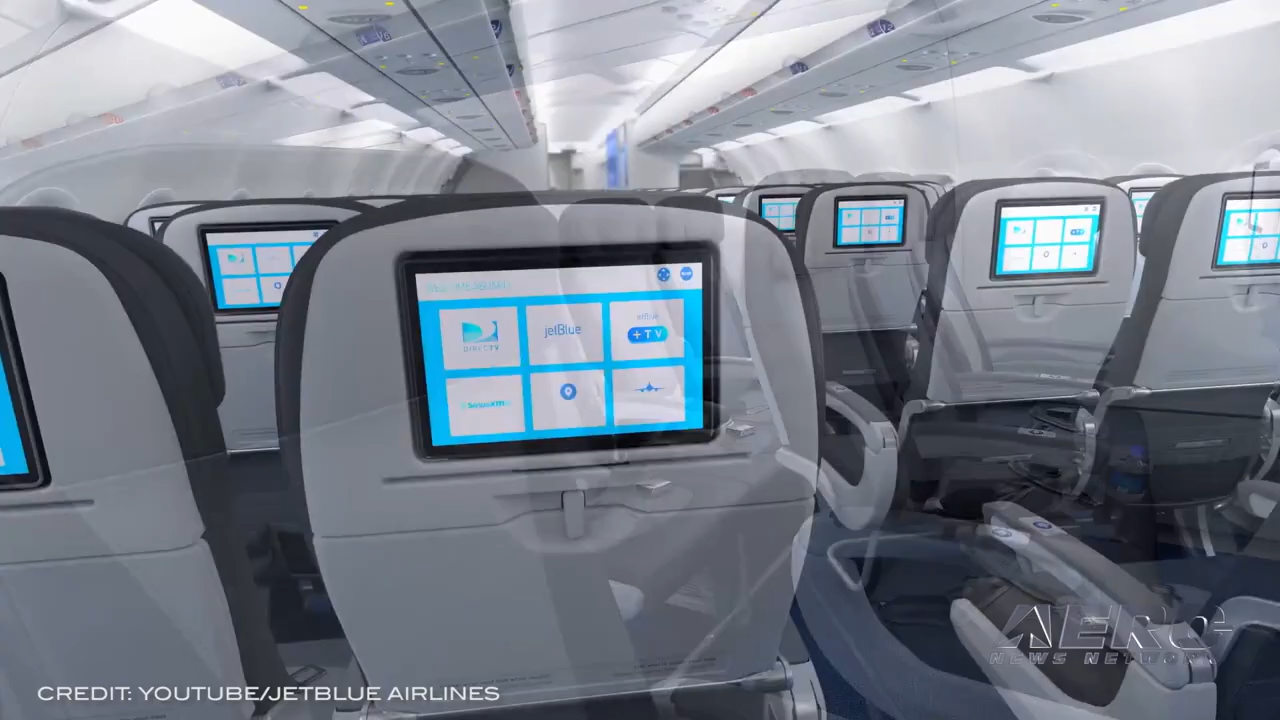 DIRECTV
jetBlue
jetBlue
+TV
SiriusXM
AERO
NEWS NETWORK
CREDIT: YOUTUBE/JETBLUE AIRLINES